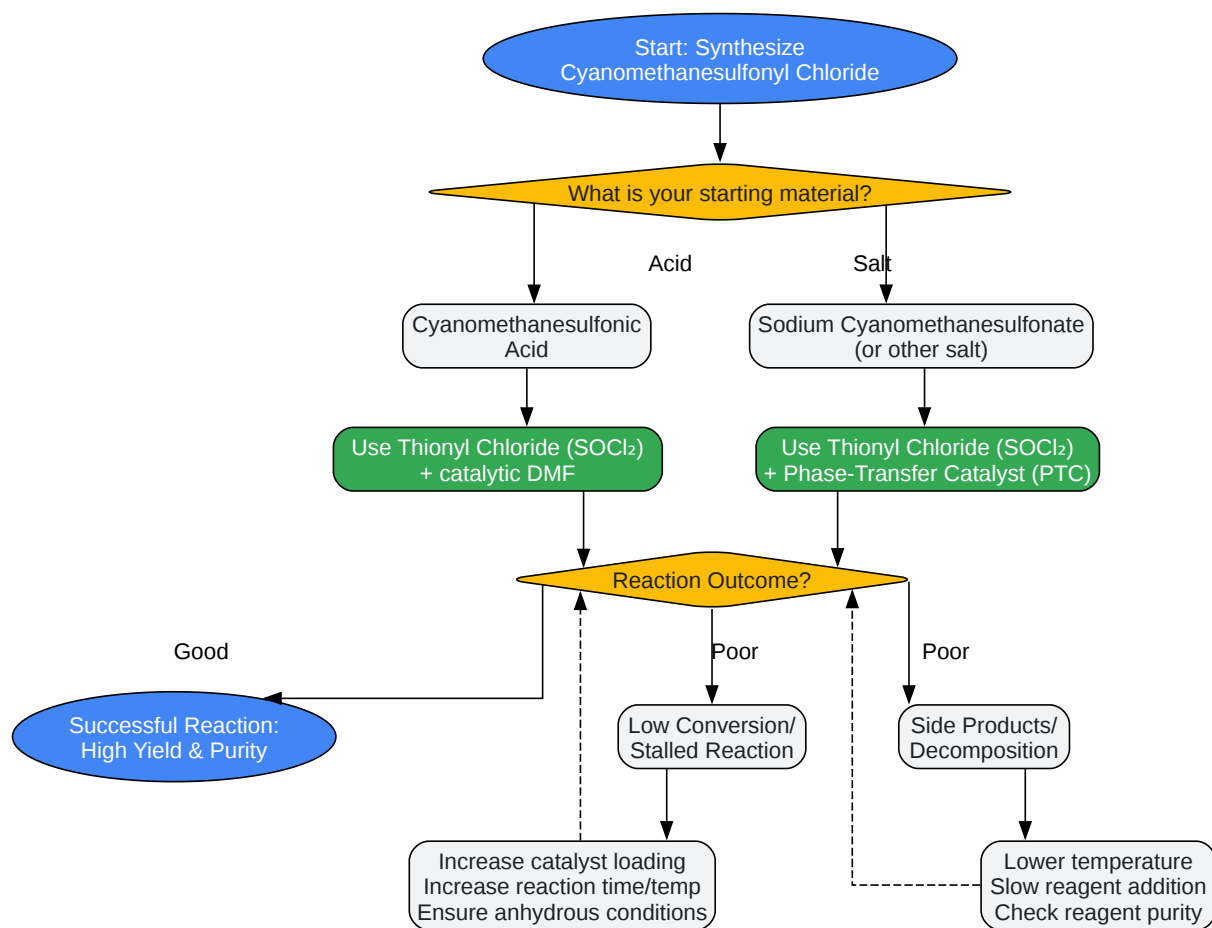 Start: Synthesize
Cyanomethanesulfonyl Chloride
What is your starting material?
Acid
Salt
Cyanomethanesulfonic
Acid
Sodium Cyanomethanesulfonate
(or other salt)
Use Thionyl Chloride (SOCl₂)
+ catalytic DMF
Use Thionyl Chloride (SOCl₂)
+ Phase-Transfer Catalyst (PTC)
Reaction Outcome?
Good
Poor
Poor
Successful Reaction:
High Yield & Purity
Low Conversion/
Stalled Reaction
Side Products/
Decomposition
Increase catalyst loading
Increase reaction time/temp
Ensure anhydrous conditions
Lower temperature
Slow reagent addition
Check reagent purity